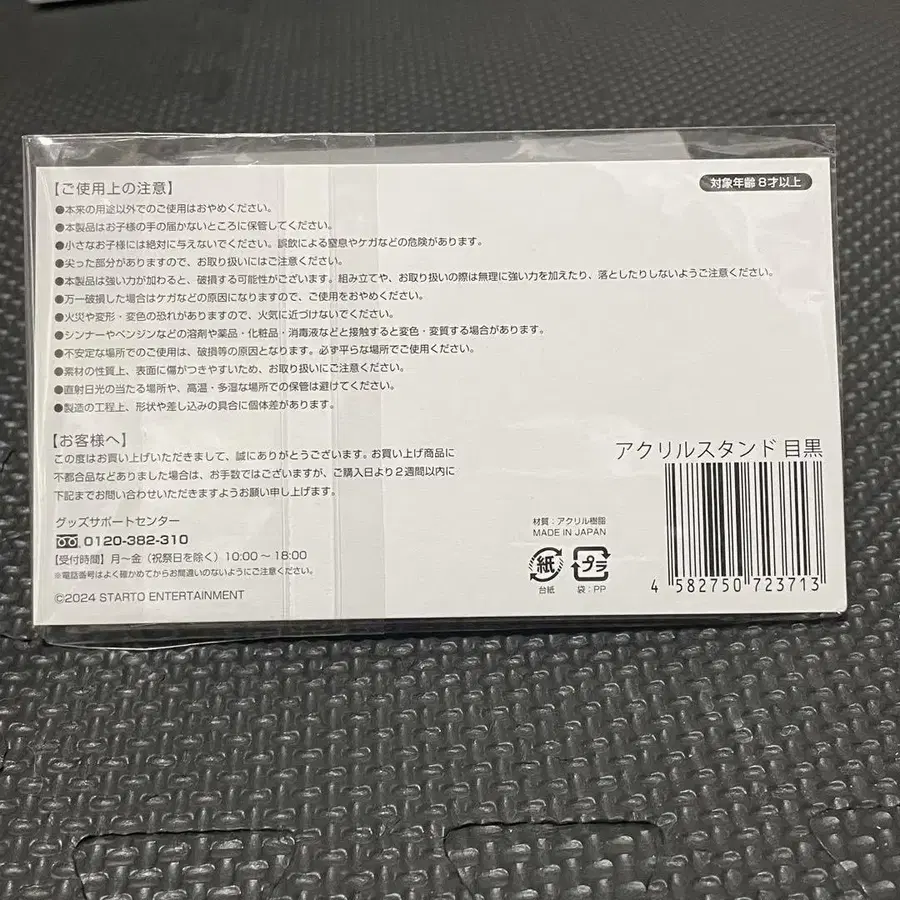 【ご使用上の注意】
対象年齢 8才以上
●本来の用途以外でのご使用はおやめください。
●本製品はお子様の手の届かないところに保管してください。
●小さなお子様には絶対に与えないでください。誤飲による窒息やケガなどの危険があります。
●尖った部分がありますので、お取り扱いにはご注意ください。
●本製品は強い力が加わると、破損する可能性がございます。組み立てや、お取り扱いの際は無理に強い力を加えたり、落としたりしないようご注意ください。
●万一破損した場合はケガなどの原因になりますので、ご使用をおやめください。
●火災や変形・変色の恐れがありますので、火気に近づけないでください。
●シンナーやベンジンなどの溶剤や薬品・化粧品・消毒液などと接触すると変色・変質する場合があります。
●不安定な場所でのご使用は、破損等の原因となります。必ず平らな場所でご使用ください。
●素材の性質上、表面に傷がつきやすいため、お取り扱いにご注意ください。
●直射日光の当たる場所や、高温・多湿な場所での保管は避けてください。
●製造の工程上、形状や差し込みの具合に個体差があります。
【お客様へ】
この度はお買い上げいただきまして、誠にありがとうございます。お買い上げ商品に
不都合品などありました場合は、お手数ではございますが、ご購入日より2週間以内に
下記までお問い合わせいただきますようお願い申し上げます。
グッズサポートセンター
0120-382-310
【受付時間】月〜金（祝祭日を除く）10:00〜18:00
※電話番号はよく確かめてからお間違いのないようにご注意ください。
©2024 STARTO ENTERTAINMENT
材質：アクリル樹脂
MADE IN JAPAN
紙
台紙
プラ
袋：PP
アクリルスタンド 目黒
4 582750 723713